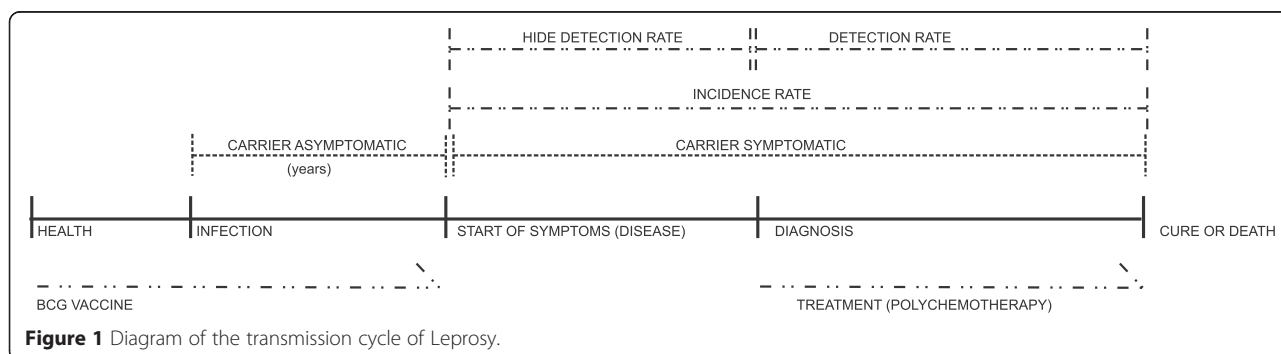 HIDE DETECTION RATE DETECTION RATE
INCIDENCE RATE
CARRIER ASYMPTOMATIC CARRIER SYMPTOMATIC
(years)
HEALTH INFECTION START OF SYMPTOMS (DISEASE) DIAGNOSIS CURE OR DEATH
BCG VACCINE TREATMENT (POLYCHEMOTHERAPY)
Figure 1 Diagram of the transmission cycle of Leprosy.